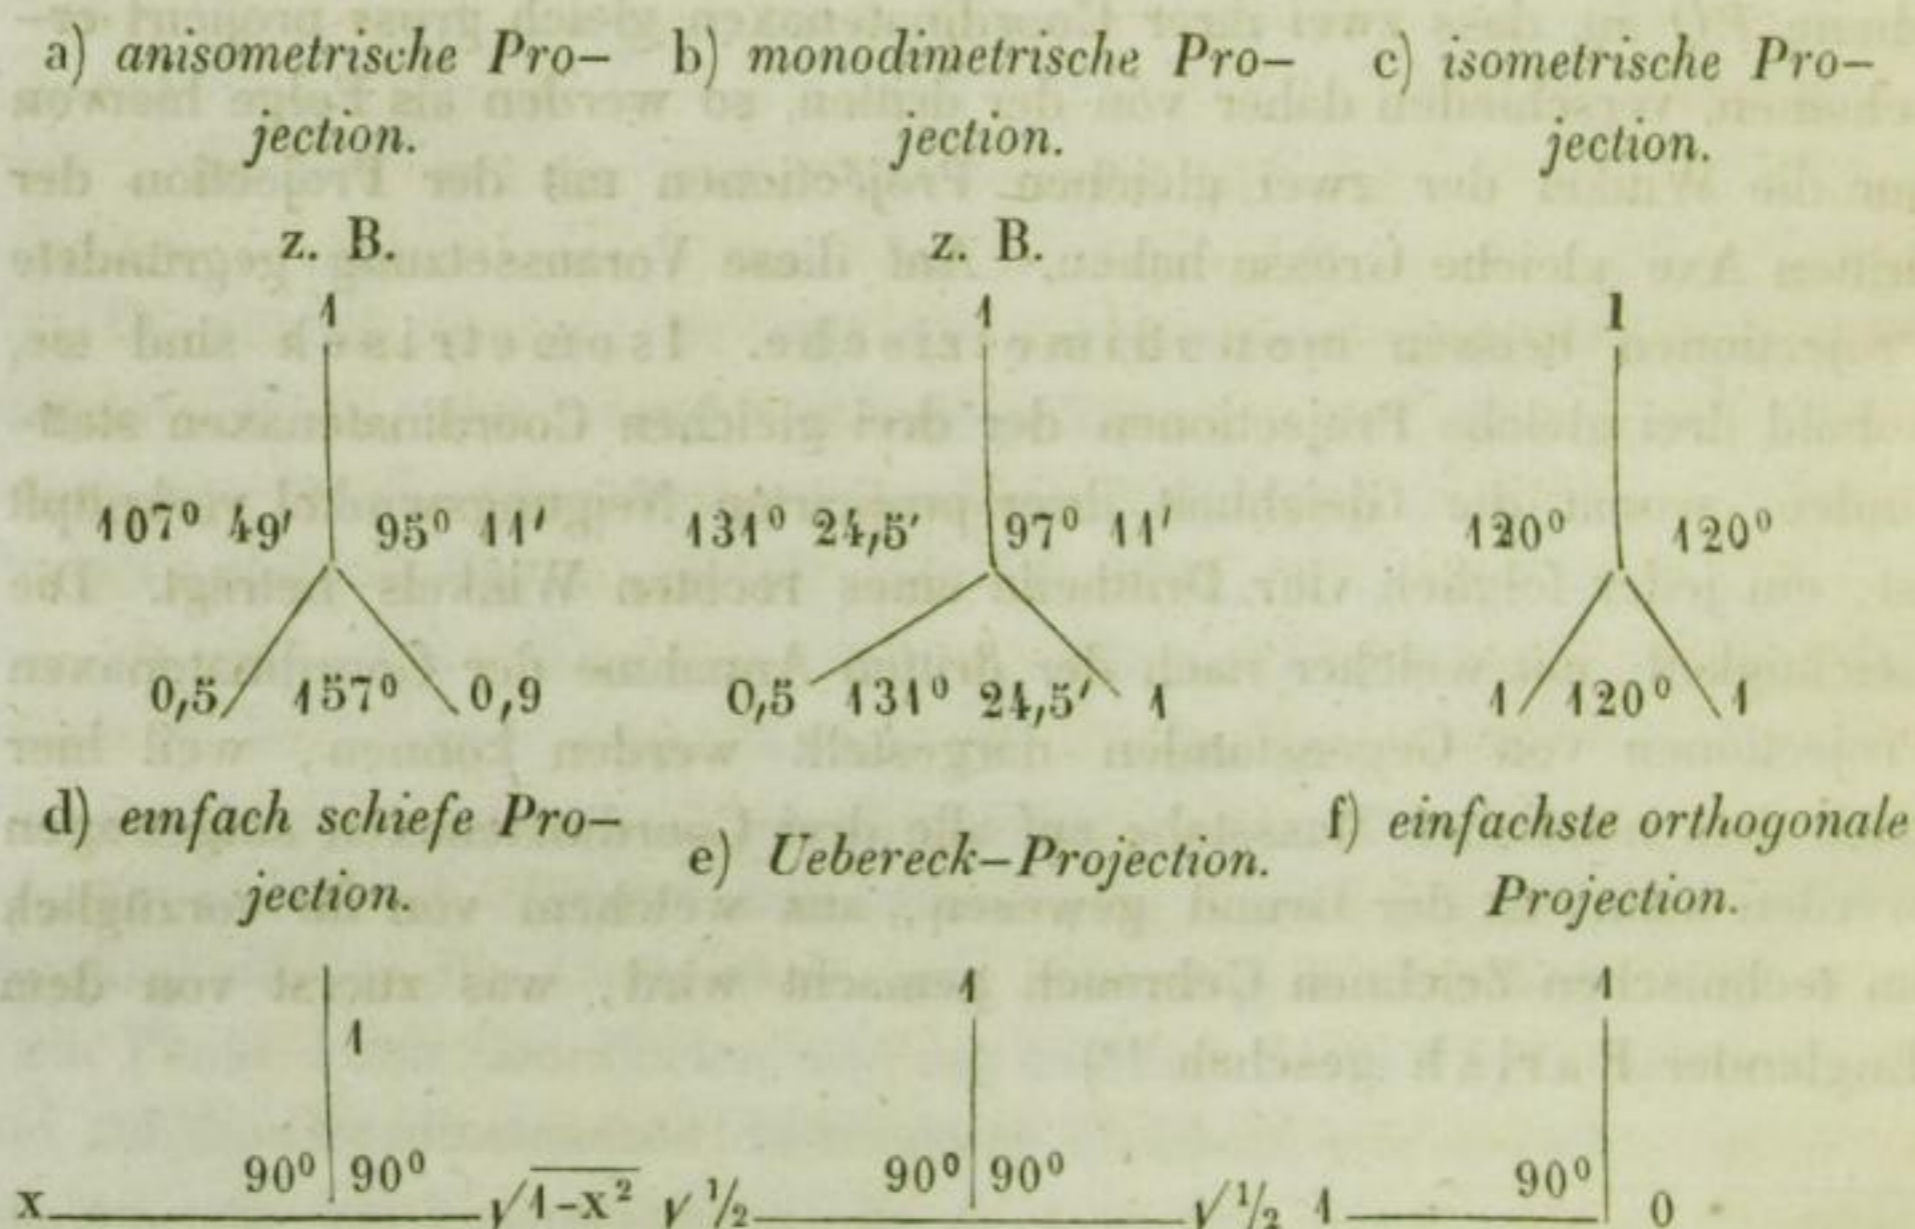 a) anisometrische Pro-
jection.
z. B.
1
107° 49' 95° 11'
0,5 157° 0,9
b) monodimetrische Pro-
jection.
z. B.
1
131° 24,5' 97° 11'
0,5 131° 24,5' 1
c) isometrische Pro-
jection.
1
120° 120°
1 120° 1
d) einfach schiefe Pro-
jection.
1
90° 90°
x √1-x²
e) Uebereck-Projection.
1
90° 90°
√½ √½
f) einfachste orthogonale
Projection.
1
90°
1 0